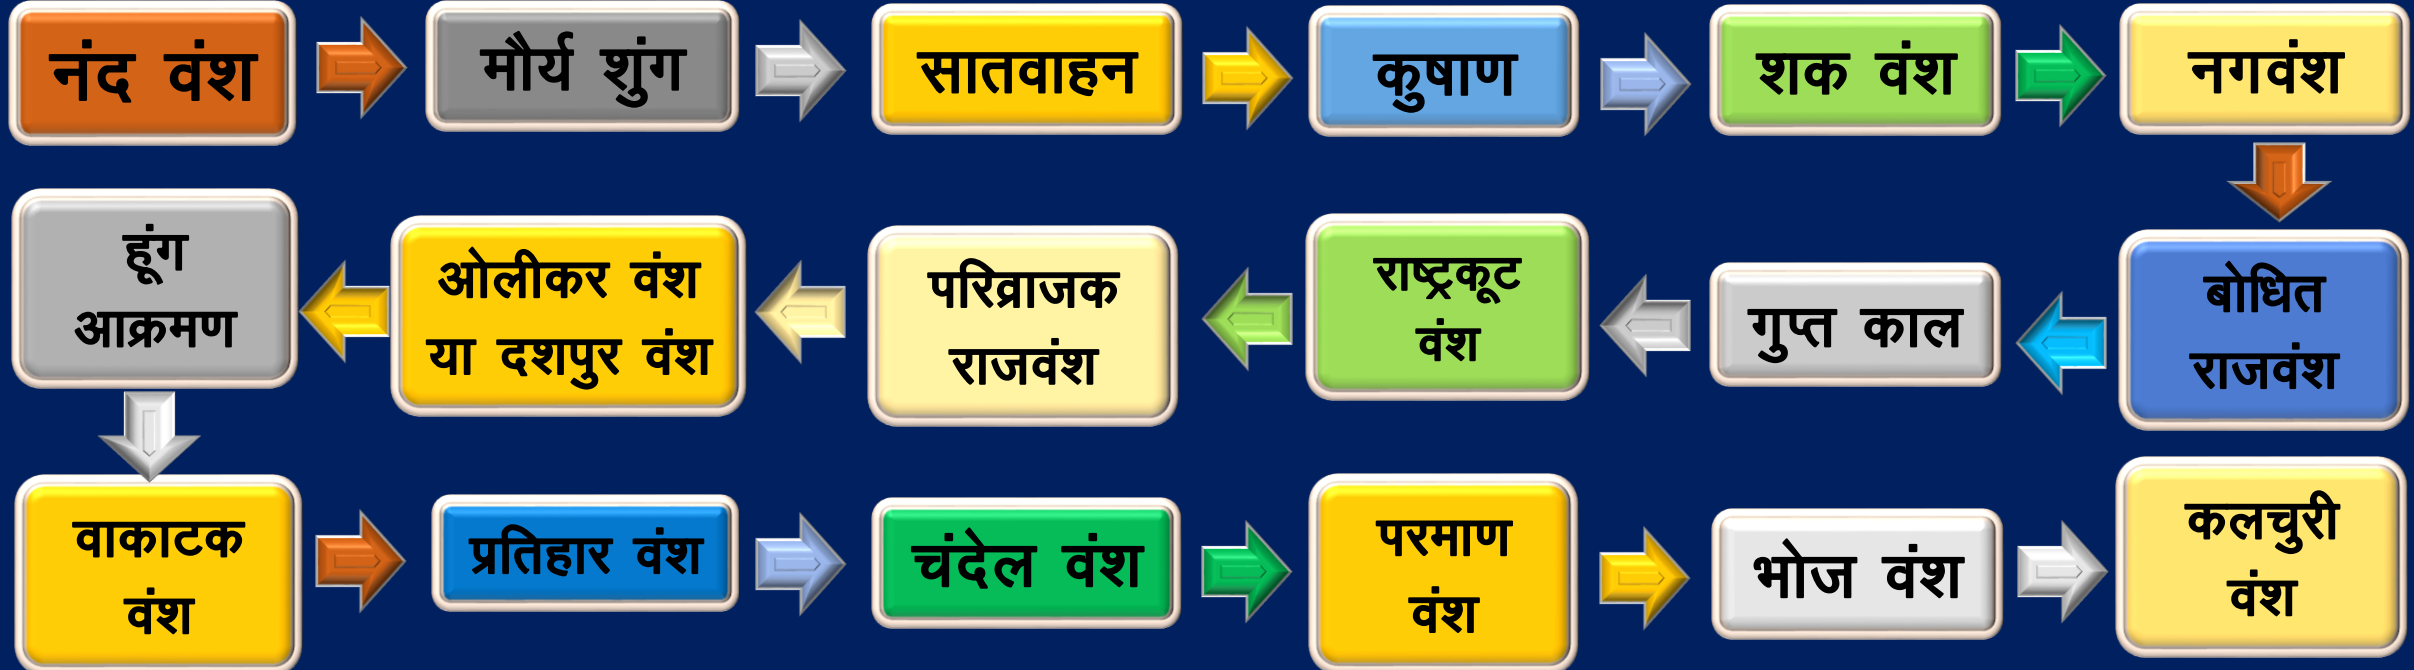 नंद वंश
मौर्य शुंग
सातवाहन
कुषाण
शक वंश
नगवंश
बोधित
राजवंश
गुप्त काल
राष्ट्रकूट
वंश
परिव्राजक
राजवंश
ओलीकर वंश
या दशपुर वंश
हूंग
आक्रमण
वाकाटक
वंश
प्रतिहार वंश
चंदेल वंश
परमाण
वंश
भोज वंश
कलचुरी
वंश